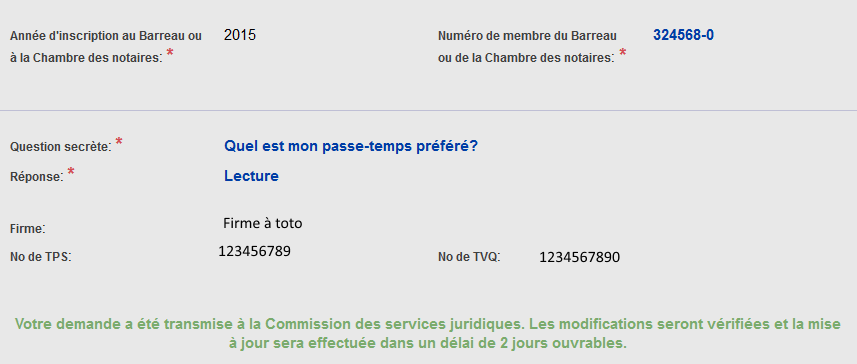 Année d'inscription au Barreau ou à la Chambre des notaires: * 2015
Numéro de membre du Barreau ou de la Chambre des notaires: * 324568-0
Question secrète: * Quel est mon passe-temps préféré?
Réponse: * Lecture
Firme: Firme à toto
No de TPS: 123456789 No de TVQ: 1234567890
Votre demande a été transmise à la Commission des services juridiques. Les modifications seront vérifiées et la mise
à jour sera effectuée dans un délai de 2 jours ouvrables.